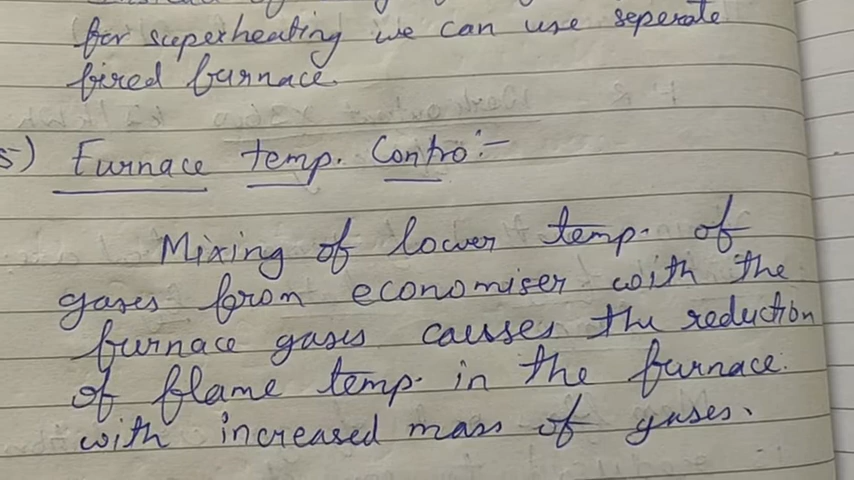 for superheating we can use seperate
fired furnace.
5) Furnace temp. Contro:-
Mixing of lower temp. of
gases from economiser with the
furnace gases causes the reduction
of flame temp. in the furnace.
with increased mass of gases.